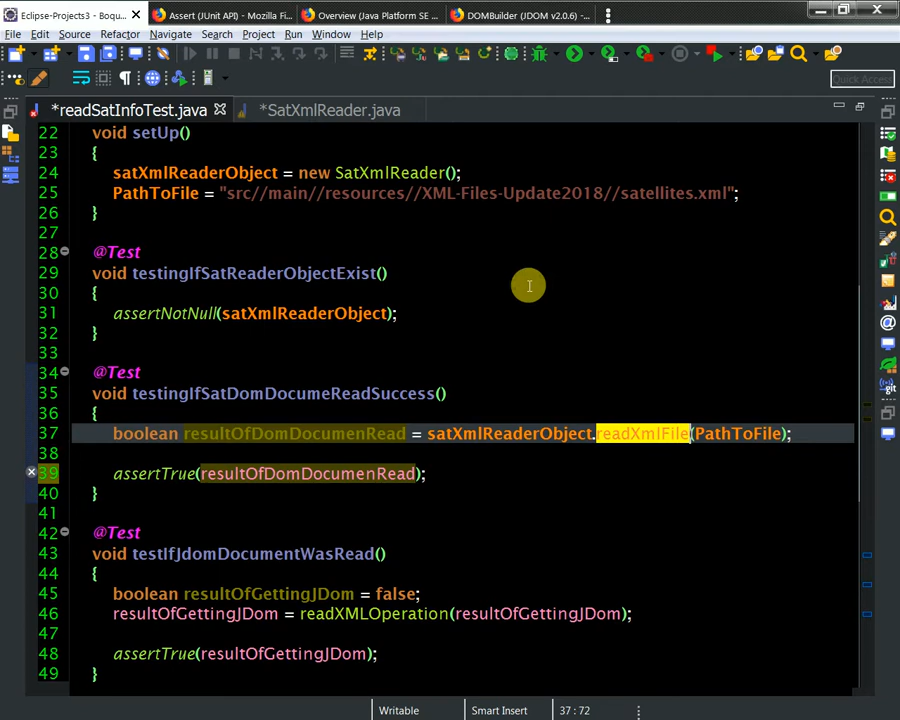 Eclipse-Projects3 - Boqu...
Assert (JUnit API) - Mozilla Fi...
Overview (Java Platform SE ...
DOMBuilder (JDOM v2.0.6) - ...
File Edit Source Refactor Navigate Search Project Run Window Help
Quick Access
*readSatInfoTest.java *SatXmlReader.java
22 void setUp()
23 {
24 satXmlReaderObject = new SatXmlReader();
25 PathToFile = "src//main//resources//XML-Files-Update2018//satellites.xml";
26 }
27
28 @Test
29 void testingIfSatReaderObjectExist()
30 {
31 assertNotNull(satXmlReaderObject);
32 }
33
34 @Test
35 void testingIfSatDomDocumeReadSuccess()
36 {
37 boolean resultOfDomDocumenRead = satXmlReaderObject.readXmlFile(PathToFile);
38
39 assertTrue(resultOfDomDocumenRead);
40 }
41
42 @Test
43 void testIfJdomDocumentWasRead()
44 {
45 boolean resultOfGettingJDom = false;
46 resultOfGettingJDom = readXMLOperation(resultOfGettingJDom);
47
48 assertTrue(resultOfGettingJDom);
49 }
Writable Smart Insert 37 : 72